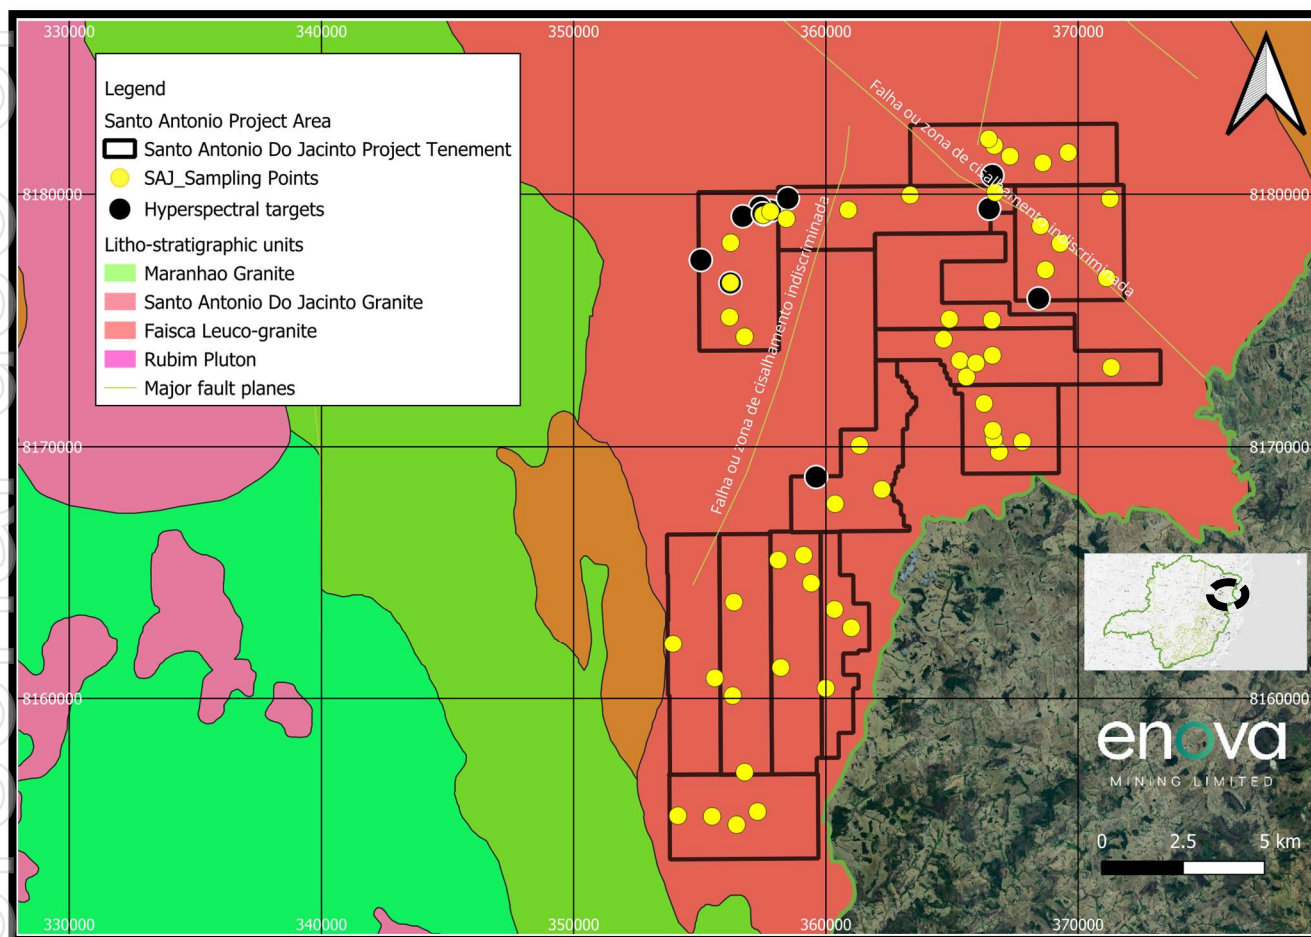 330000 340000 350000 360000 370000
Legend
Santo Antonio Project Area
Santo Antonio Do Jacinto Project Tenement
SAJ_Sampling Points
Hyperspectral targets
Litho-stratigraphic units
Maranhao Granite
Santo Antonio Do Jacinto Granite
Faisca Leuco-granite
Rubim Pluton
Major fault planes
Falha ou zona de cisalhamento indiscriminada
Falha ou zona de cisalhamento indiscriminada
8180000 8180000
8170000 8170000
8160000 8160000
enova
MINING LIMITED
0 2.5 5 km
330000 340000 350000 360000 370000